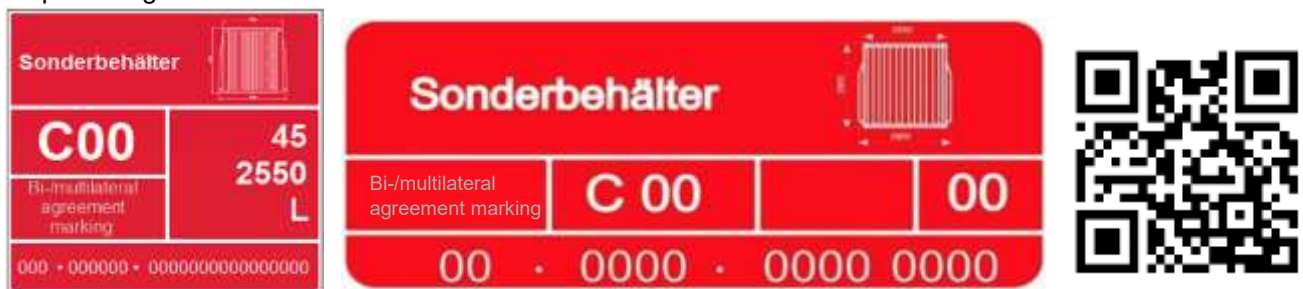 Sonderbehälter
C00
45
2550
L
Bi-/multilateral
agreement
marking
000 · 000000 · 0000000000000000
Sonderbehälter
Bi-/multilateral
agreement marking
C 00
00
00 · 0000 · 0000 0000